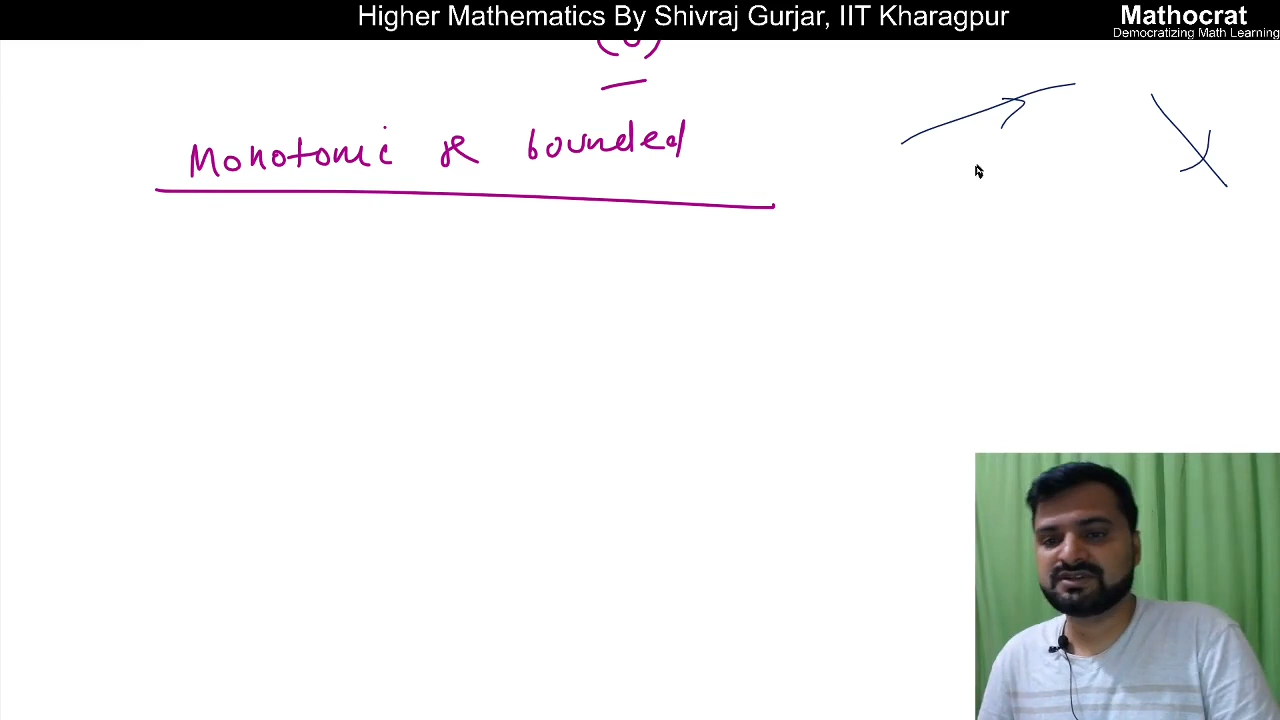 Higher Mathematics By Shivraj Gurjar, IIT Kharagpur
Mathocrat
Democratizing Math Learning
Monotonic & bounded